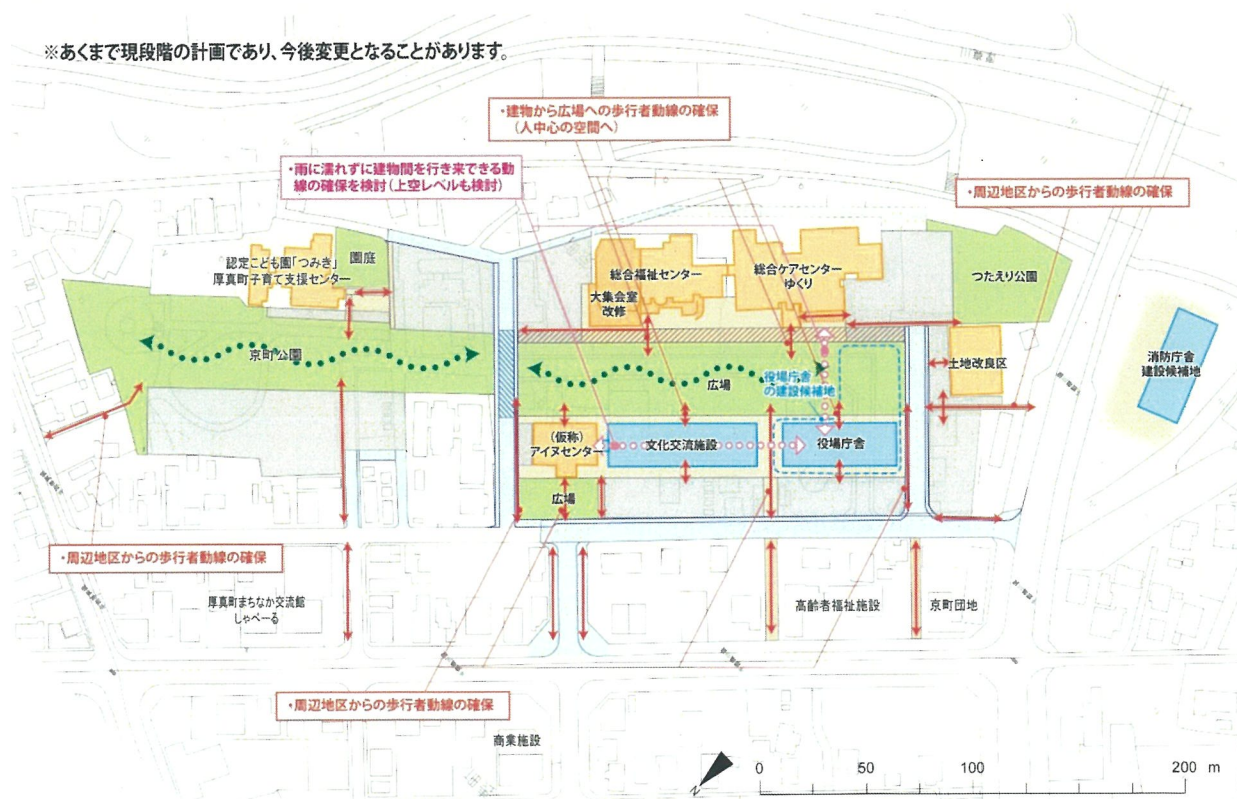 ※あくまで現段階の計画であり、今後変更となることがあります。
・建物から広場への歩行者動線の確保
(人中心の空間へ)
・雨に濡れずに建物間を行き来できる動
線の確保を検討(上空レベルも検討)
・周辺地区からの歩行者動線の確保
認定こども園「つみき」
厚真町子育て支援センター
園庭
総合福祉センター
大集会室
改修
総合ケアセンター
ゆくり
つたえり公園
京町公園
広場
役場庁舎
の建設候補地
土地改良区
消防庁舎
建設候補地
(仮称)
アイヌセンター
文化交流施設
役場庁舎
広場
・周辺地区からの歩行者動線の確保
厚真町まちなか交流館
しゃべーる
高齢者福祉施設
京町団地
・周辺地区からの歩行者動線の確保
商業施設
N
0 50 100 200 m